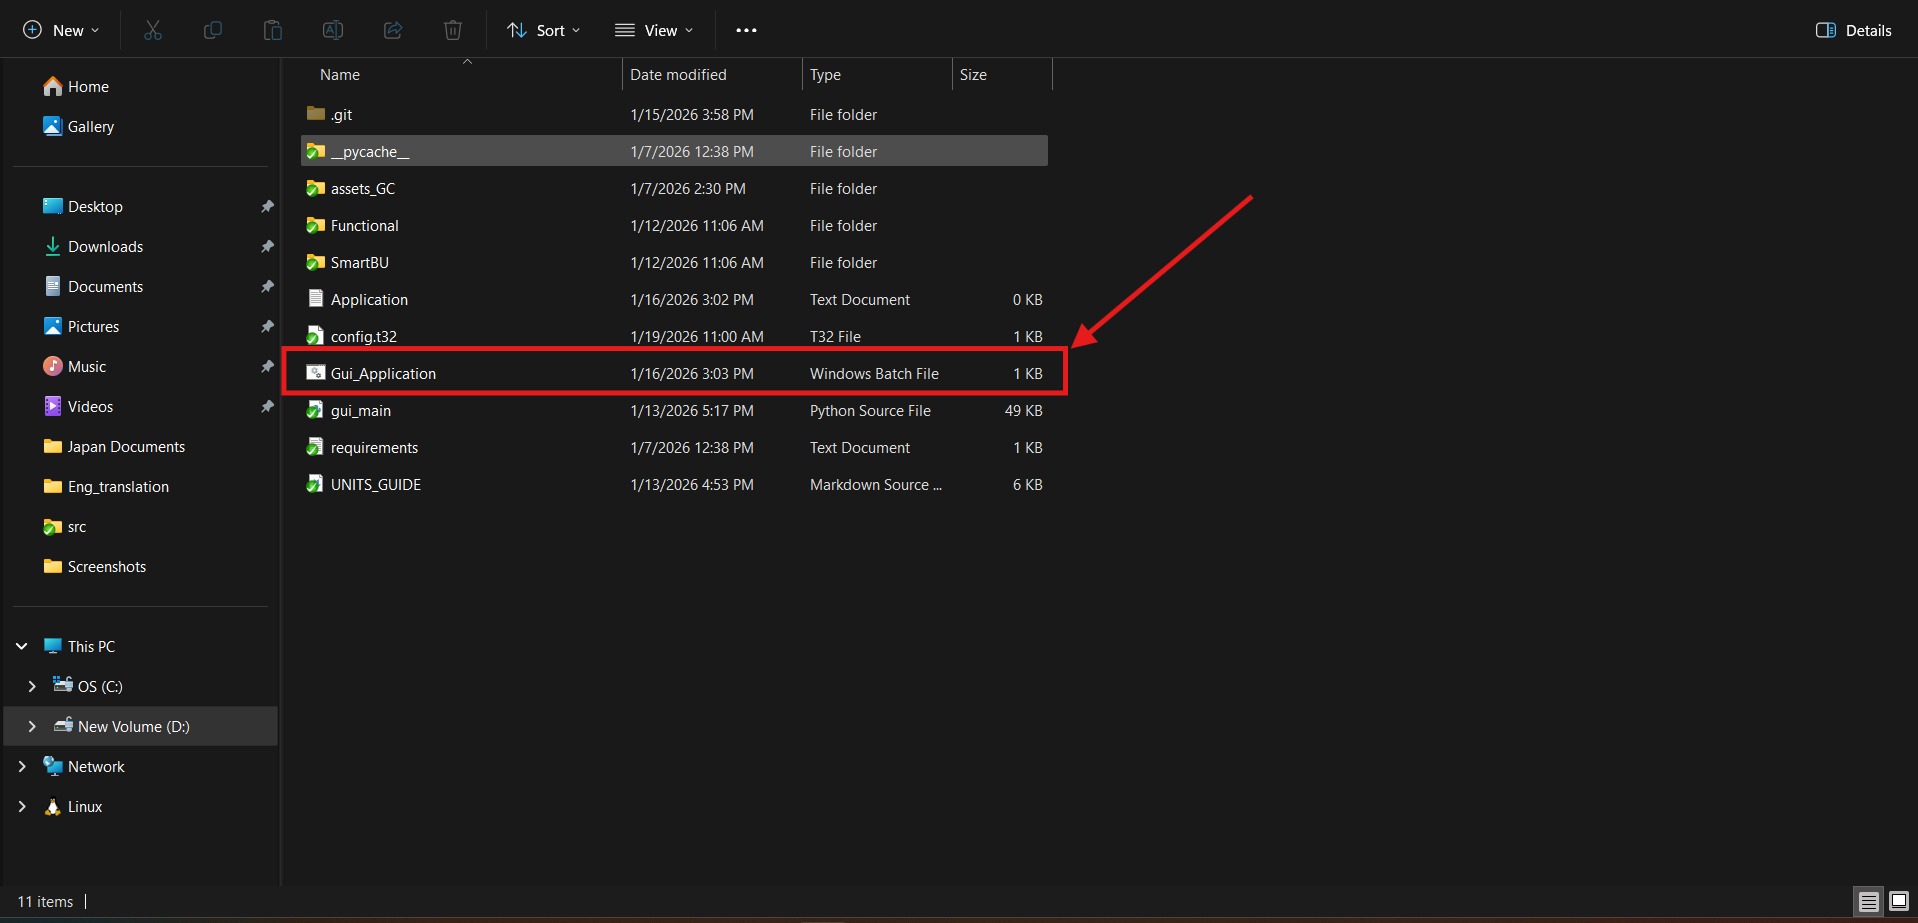 New Sort View ••• Details
Name Date modified Type Size
Home
Gallery
Desktop
Downloads
Documents
Pictures
Music
Videos
Japan Documents
Eng_translation
src
Screenshots
This PC
OS (C:)
New Volume (D:)
Network
Linux
.git 1/15/2026 3:58 PM File folder
__pycache__ 1/7/2026 12:38 PM File folder
assets_GC 1/7/2026 2:30 PM File folder
Functional 1/12/2026 11:06 AM File folder
SmartBU 1/12/2026 11:06 AM File folder
Application 1/16/2026 3:02 PM Text Document 0 KB
config.t32 1/19/2026 11:00 AM T32 File 1 KB
Gui_Application 1/16/2026 3:03 PM Windows Batch File 1 KB
gui_main 1/13/2026 5:17 PM Python Source File 49 KB
requirements 1/7/2026 12:38 PM Text Document 1 KB
UNITS_GUIDE 1/13/2026 4:53 PM Markdown Source ... 6 KB
11 items